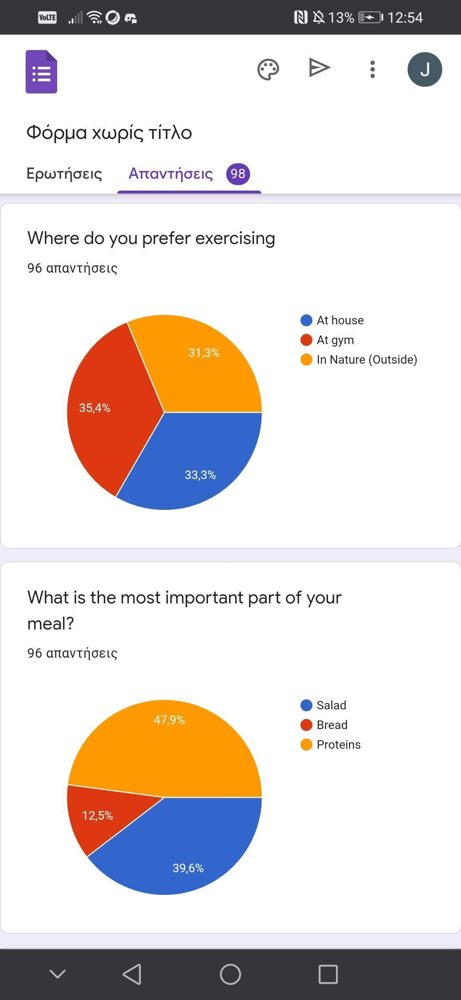 VoLTE 13% 12:54
J
Φόρμα χωρίς τίτλο
Ερωτήσεις Απαντήσεις 98
Where do you prefer exercising
96 απαντήσεις
At house
At gym
In Nature (Outside)
31,3%
35,4%
33,3%
What is the most important part of your
meal?
96 απαντήσεις
Salad
Bread
Proteins
47,9%
12,5%
39,6%